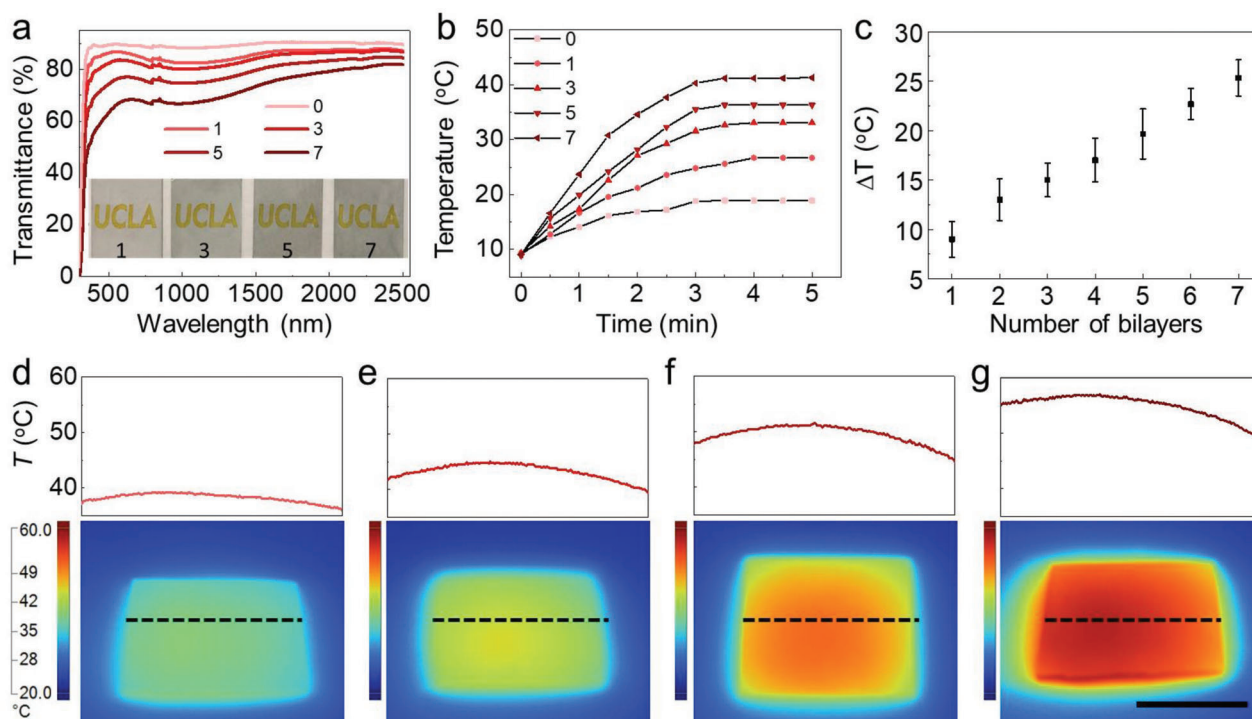 a
Transmittance (%)
80
60
40
20
0
500 1000 1500 2000 2500
Wavelength (nm)
0
1 3
5 7
UCLA UCLA UCLA UCLA
1 3 5 7
b
Temperature (°C)
50
40
30
20
10
0
1
3
5
7
0 1 2 3 4 5
Time (min)
c
ΔT (°C)
30
25
20
15
10
5
1 2 3 4 5 6 7
Number of bilayers
d e f g
T (°C)
60
50
40
60.0
49
42
35
28
20.0
°C